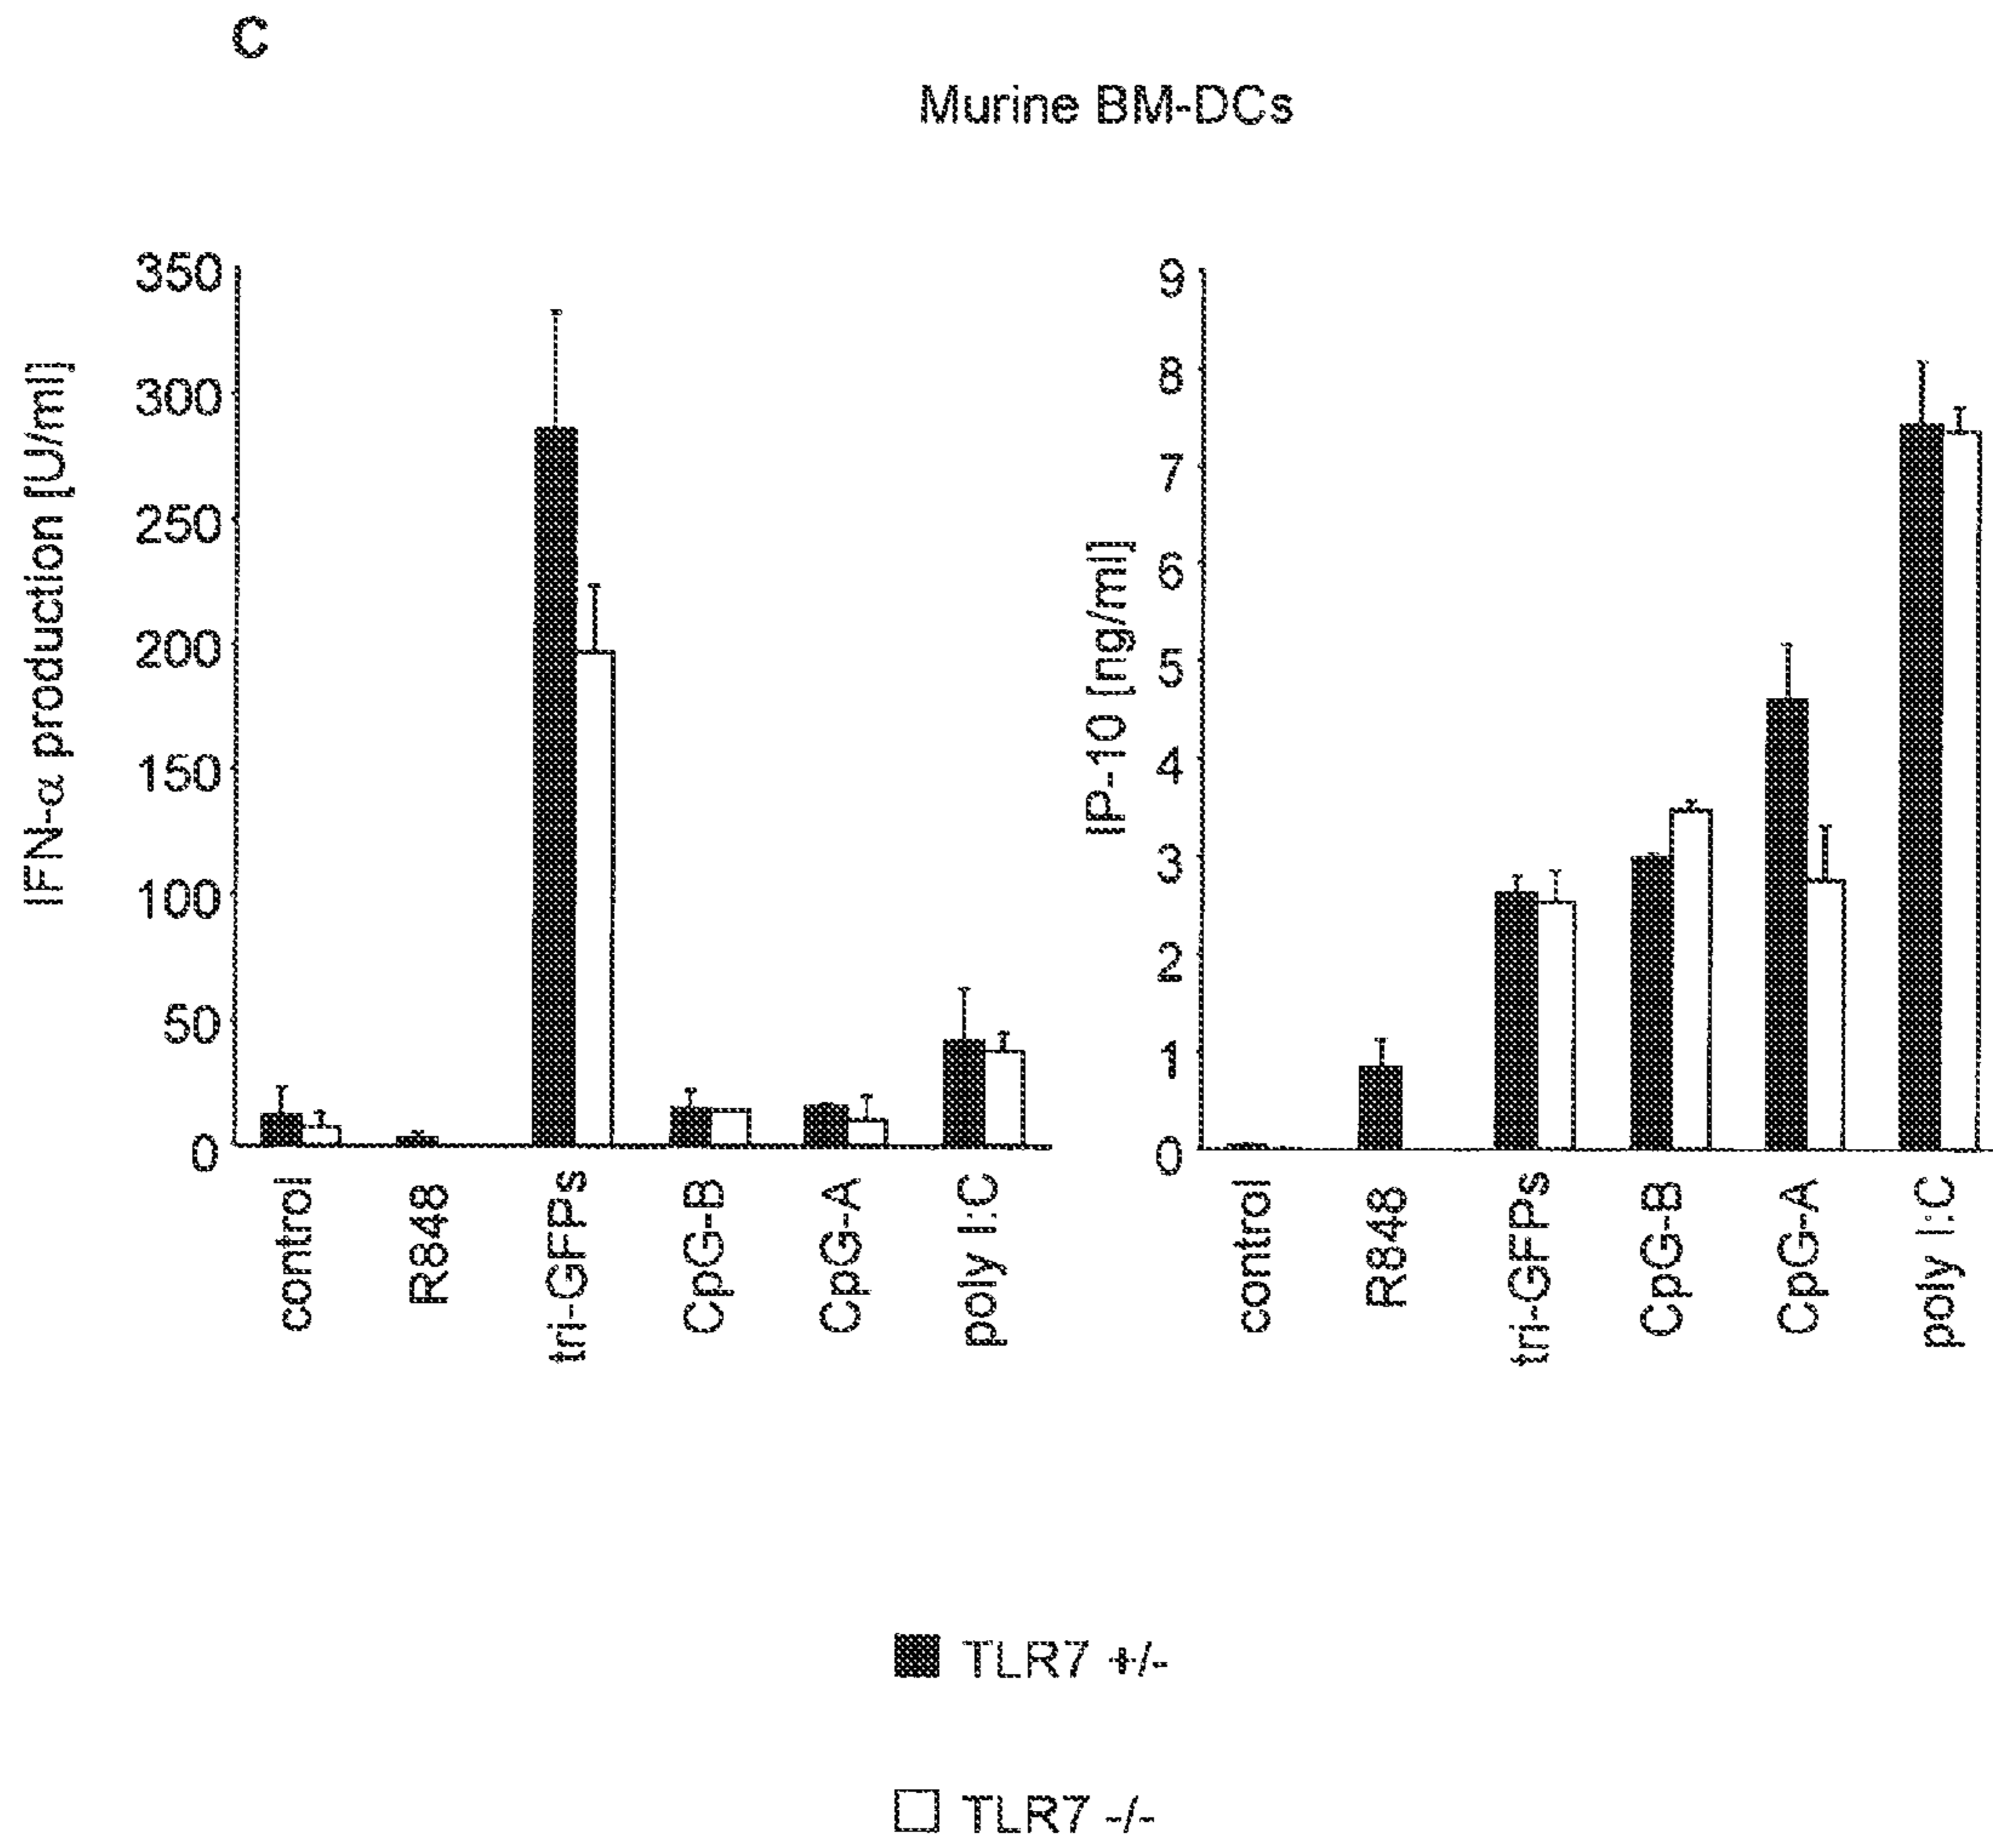 C
Murine BM-DCs
IFN-α production [U/ml]
350
300
250
200
150
100
50
0
control
R848
tri-GFPs
CpG-B
CpG-A
poly I:C
IP-10 [ng/ml]
9
8
7
6
5
4
3
2
1
0
control
R848
tri-GFPs
CpG-B
CpG-A
poly I:C
TLR7 +/-
TLR7 -/-